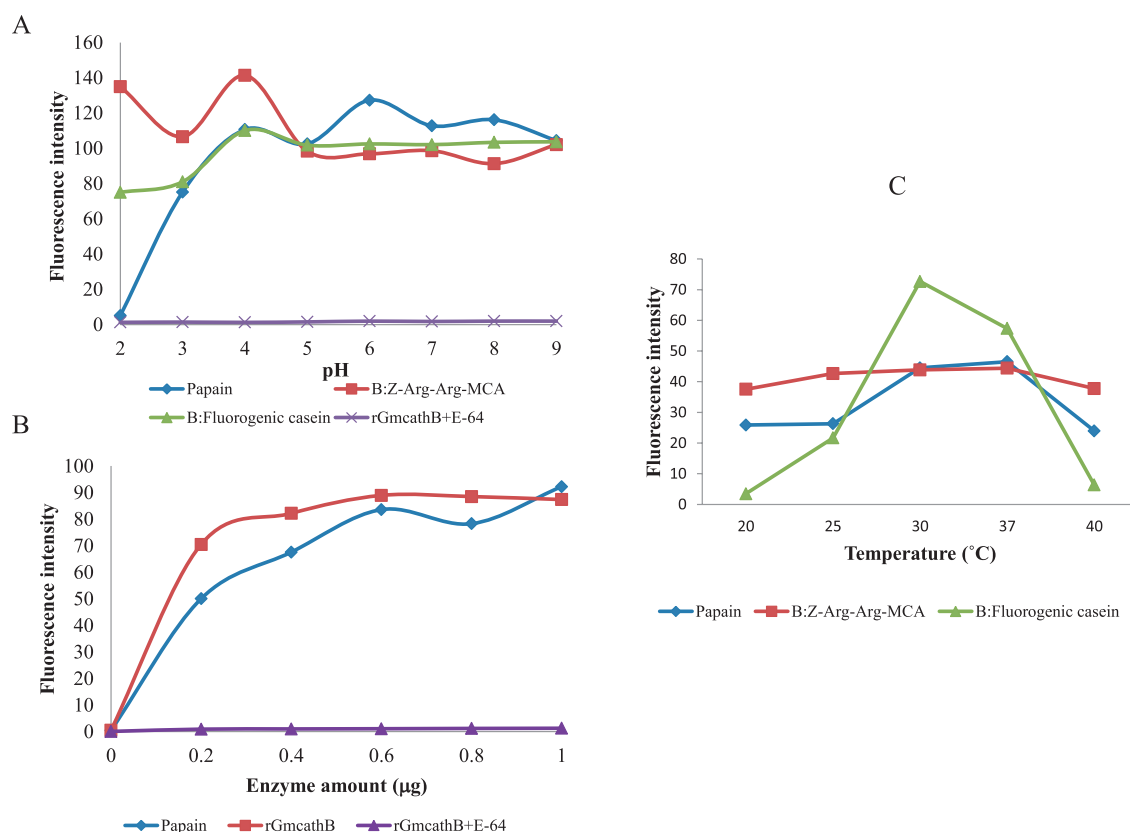 A
Fluorescence intensity
160
140
120
100
80
60
40
20
0
2 3 4 5 6 7 8 9
pH
Papain B:Z-Arg-Arg-MCA
B:Fluorogenic casein rGmcathB+E-64
B
Fluorescence intensity
100
90
80
70
60
50
40
30
20
10
0
0 0.2 0.4 0.6 0.8 1
Enzyme amount (μg)
Papain rGmcathB rGmcathB+E-64
C
Fluorescence intensity
80
70
60
50
40
30
20
10
0
20 25 30 37 40
Temperature (˚C)
Papain B:Z-Arg-Arg-MCA B:Fluorogenic casein